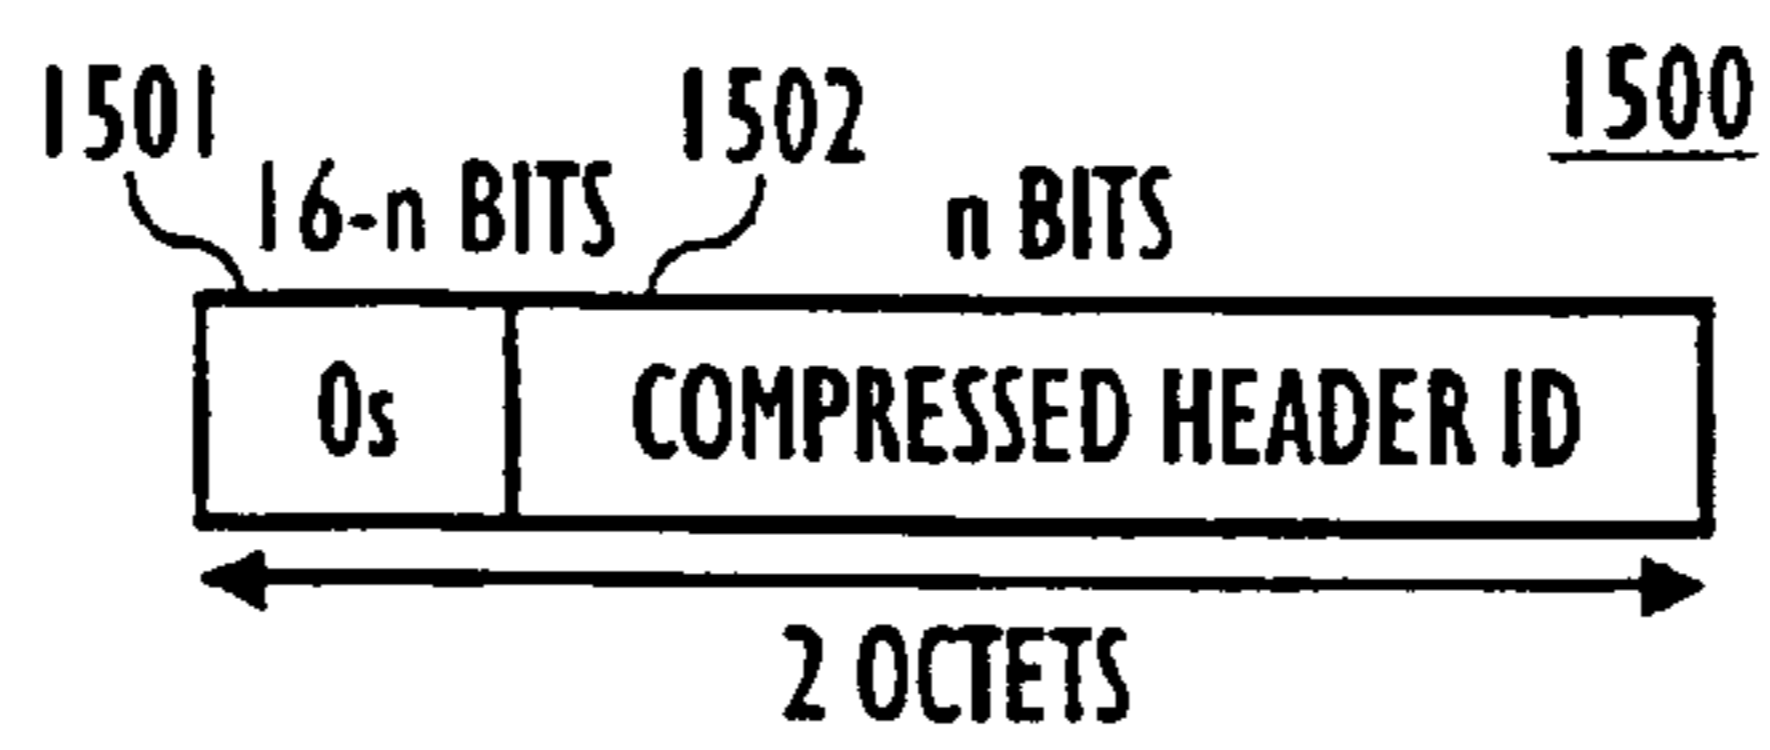 1500
1501
1502
16-n BITS
n BITS
0s
COMPRESSED HEADER ID
2 OCTETS